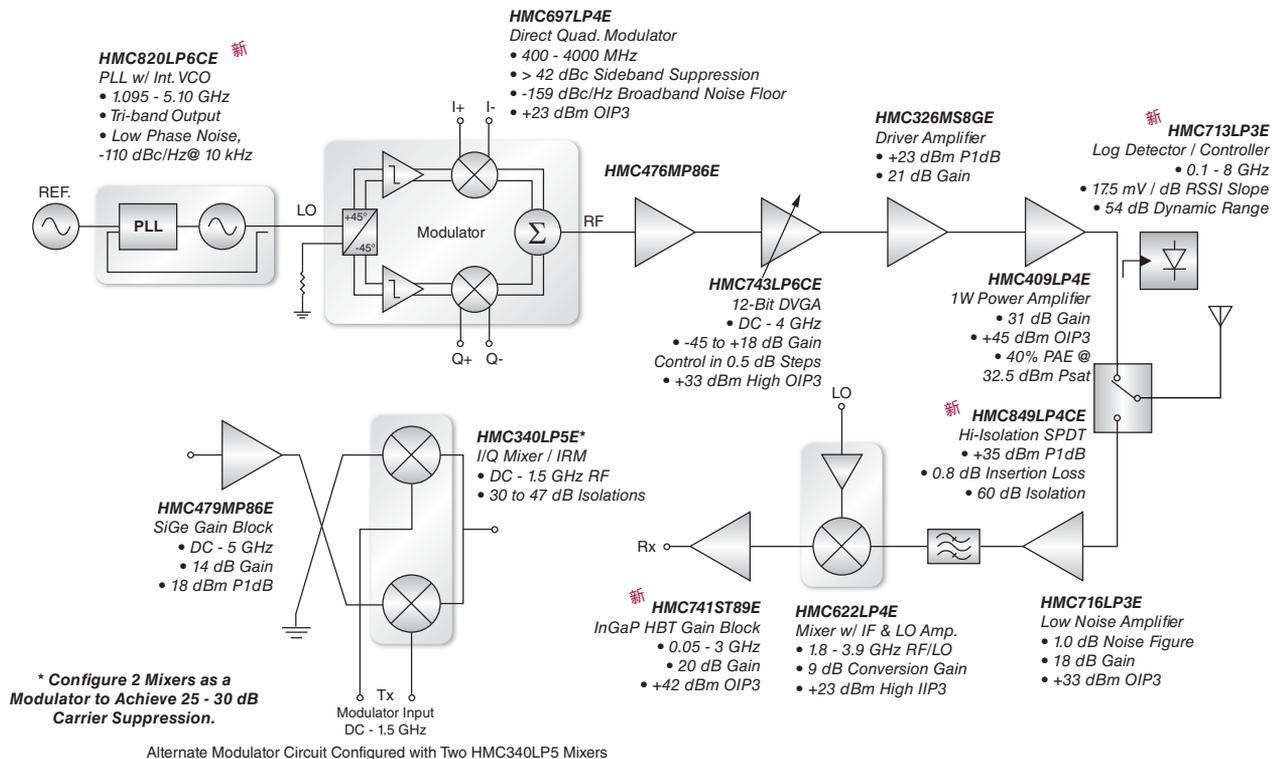 HMC820LP6CE 新
PLL w/ Int. VCO
• 1.095 - 5.10 GHz
• Tri-band Output
• Low Phase Noise,
-110 dBc/Hz@ 10 kHz
REF.
PLL
LO
HMC697LP4E
Direct Quad. Modulator
• 400 - 4000 MHz
• > 42 dBc Sideband Suppression
• -159 dBc/Hz Broadband Noise Floor
• +23 dBm OIP3
I+ I-
+45°
-45°
Modulator
Σ
RF
Q+ Q-
HMC476MP86E
HMC743LP6CE
12-Bit DVGA
• DC - 4 GHz
• -45 to +18 dB Gain
Control in 0.5 dB Steps
• +33 dBm High OIP3
HMC326MS8GE
Driver Amplifier
• +23 dBm P1dB
• 21 dB Gain
新
HMC713LP3E
Log Detector / Controller
• 0.1 - 8 GHz
• 175 mV / dB RSSI Slope
• 54 dB Dynamic Range
HMC409LP4E
1W Power Amplifier
• 31 dB Gain
• +45 dBm OIP3
• 40% PAE @
32.5 dBm Psat
新
HMC849LP4CE
Hi-Isolation SPDT
• +35 dBm P1dB
• 0.8 dB Insertion Loss
• 60 dB Isolation
LO
Rx
新
HMC741ST89E
InGaP HBT Gain Block
• 0.05 - 3 GHz
• 20 dB Gain
• +42 dBm OIP3
HMC622LP4E
Mixer w/ IF & LO Amp.
• 1.8 - 3.9 GHz RF/LO
• 9 dB Conversion Gain
• +23 dBm High IIP3
HMC716LP3E
Low Noise Amplifier
• 1.0 dB Noise Figure
• 18 dB Gain
• +33 dBm OIP3
HMC479MP86E
SiGe Gain Block
• DC - 5 GHz
• 14 dB Gain
• 18 dBm P1dB
HMC340LP5E*
I/Q Mixer / IRM
• DC - 1.5 GHz RF
• 30 to 47 dB Isolations
* Configure 2 Mixers as a
Modulator to Achieve 25 - 30 dB
Carrier Suppression.
Tx
Modulator Input
DC - 1.5 GHz
Alternate Modulator Circuit Configured with Two HMC340LP5 Mixers